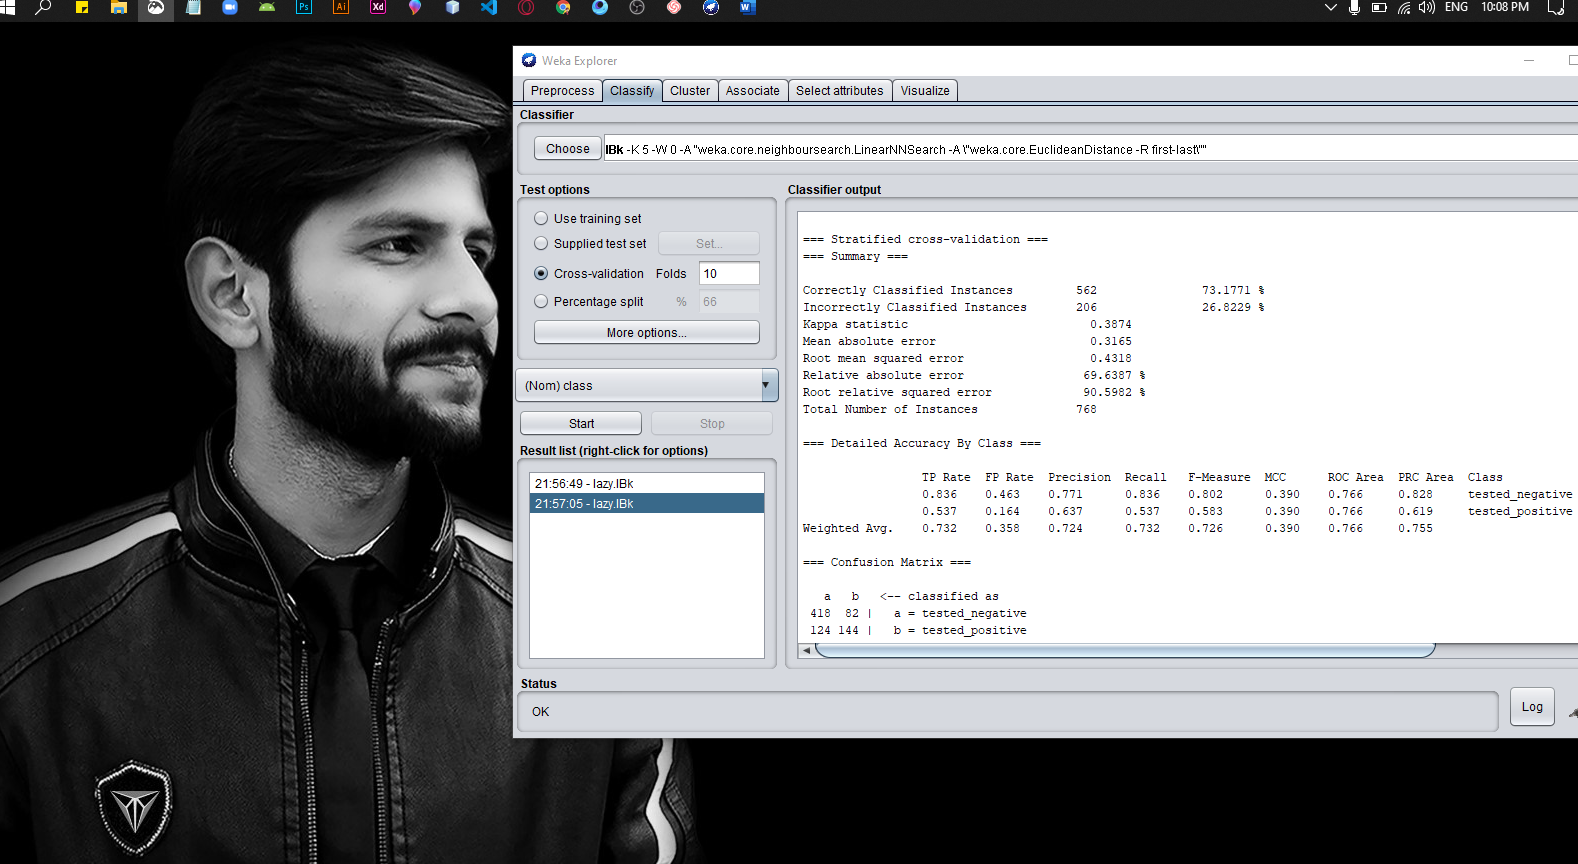 Ps Ai Xd W ENG 10:08 PM
Weka Explorer
Preprocess Classify Cluster Associate Select attributes Visualize
Classifier
Choose IBk -K 5 -W 0 -A "weka.core.neighboursearch.LinearNNSearch -A \"weka.core.EuclideanDistance -R first-last\""
Test options
Use training set
Supplied test set Set...
Cross-validation Folds 10
Percentage split % 66
More options...
(Nom) class
Start Stop
Result list (right-click for options)
21:56:49 - lazy.IBk
21:57:05 - lazy.IBk
Classifier output
=== Stratified cross-validation ===
=== Summary ===
Correctly Classified Instances 562 73.1771 %
Incorrectly Classified Instances 206 26.8229 %
Kappa statistic 0.3874
Mean absolute error 0.3165
Root mean squared error 0.4318
Relative absolute error 69.6387 %
Root relative squared error 90.5982 %
Total Number of Instances 768
=== Detailed Accuracy By Class ===
TP Rate FP Rate Precision Recall F-Measure MCC ROC Area PRC Area Class
0.836 0.463 0.771 0.836 0.802 0.390 0.766 0.828 tested_negative
0.537 0.164 0.637 0.537 0.583 0.390 0.766 0.619 tested_positive
Weighted Avg. 0.732 0.358 0.724 0.732 0.726 0.390 0.766 0.755
=== Confusion Matrix ===
a b <-- classified as
418 82 | a = tested_negative
124 144 | b = tested_positive
Status
OK
Log